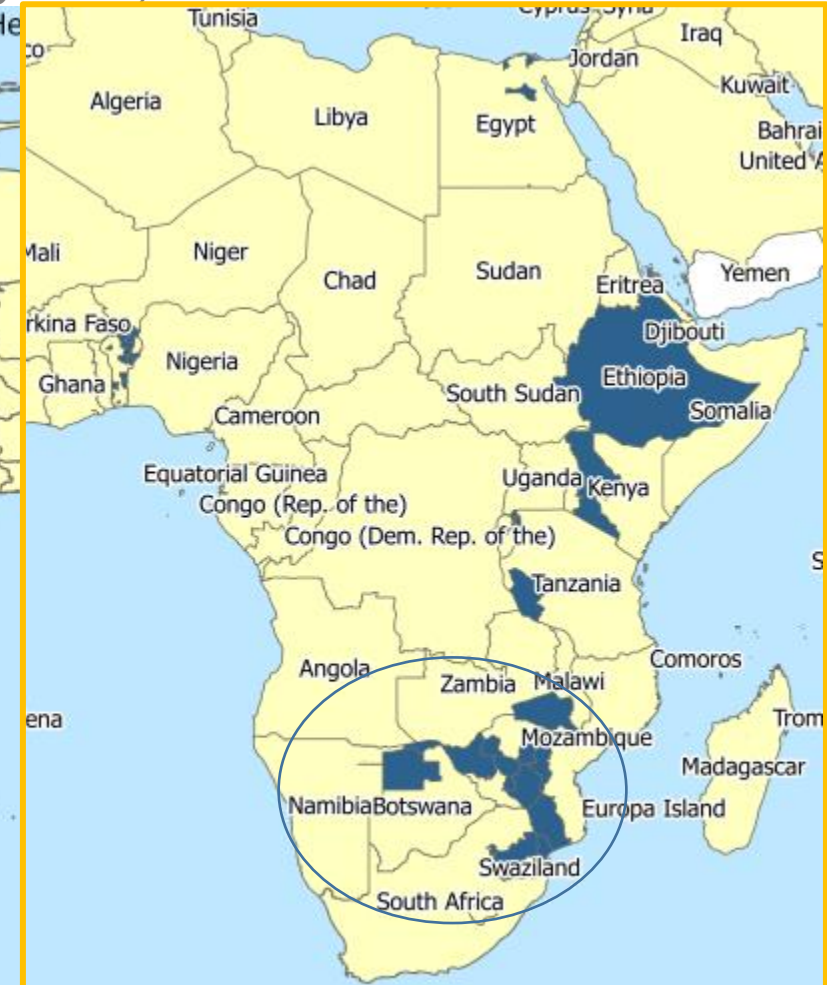 Cyprus Syria
He
Tunisia
Iraq
co
Jordan
Algeria
Kuwait
Libya
Egypt
Bahrai
United A
Mali
Niger
Chad
Sudan
Yemen
Eritrea
rkina Faso
Djibouti
Nigeria
Ghana
Ethiopia
South Sudan
Somalia
Cameroon
Equatorial Guinea
Uganda
Kenya
Congo (Rep. of the)
Congo (Dem. Rep. of the)
S
Tanzania
Comoros
Angola
Zambia
Malawi
ena
Trom
Mozambique
Madagascar
Namibia
Botswana
Europa Island
Swaziland
South Africa